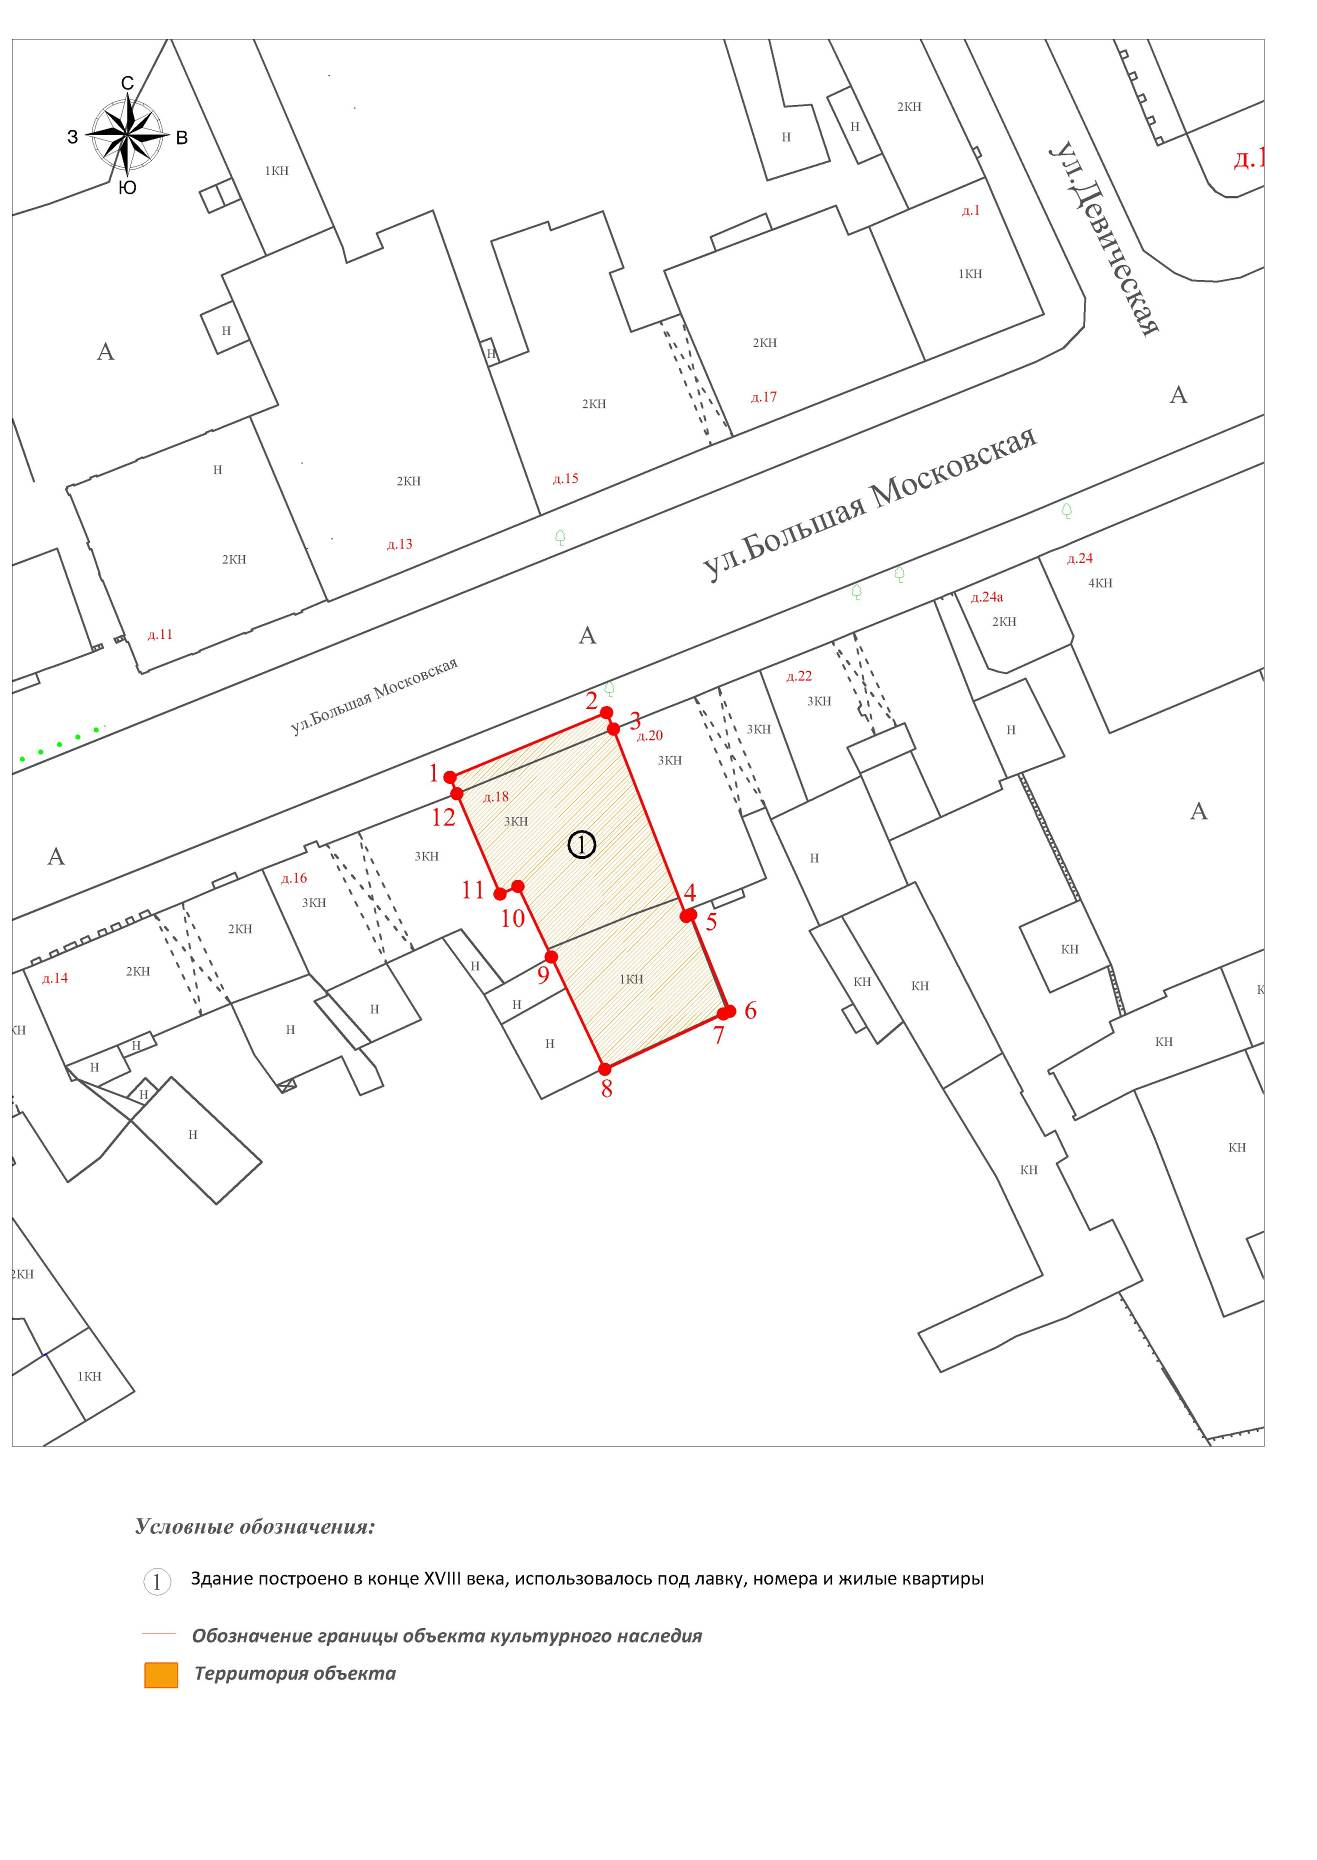 С
З
В
Ю
1КН
Н
Н
2КН
д.1
д.1
1КН
ул.Девическая
А
Н
Н
2КН
2КН
д.17
А
Н
2КН
д.15
2КН
д.13
2КН
д.11
ул.Большая Московская
ул.Большая Московская
А
д.24
4КН
д.24а
2КН
д.22
3КН
3КН
Н
2
3
д.20
3КН
1
12
д.18
3КН
1
А
А
3КН
Н
д.16
3КН
11
10
4
5
2КН
2КН
д.14
9
1КН
Н
Н
Н
Н
Н
КН
КН
КН
КН
6
7
8
КН
Н
Н
Н
Н
КН
КН
КН
2КН
1КН
Условные обозначения:
1 Здание построено в конце XVIII века, использовалось под лавку, номера и жилые квартиры
Обозначение границы объекта культурного наследия
Территория объекта